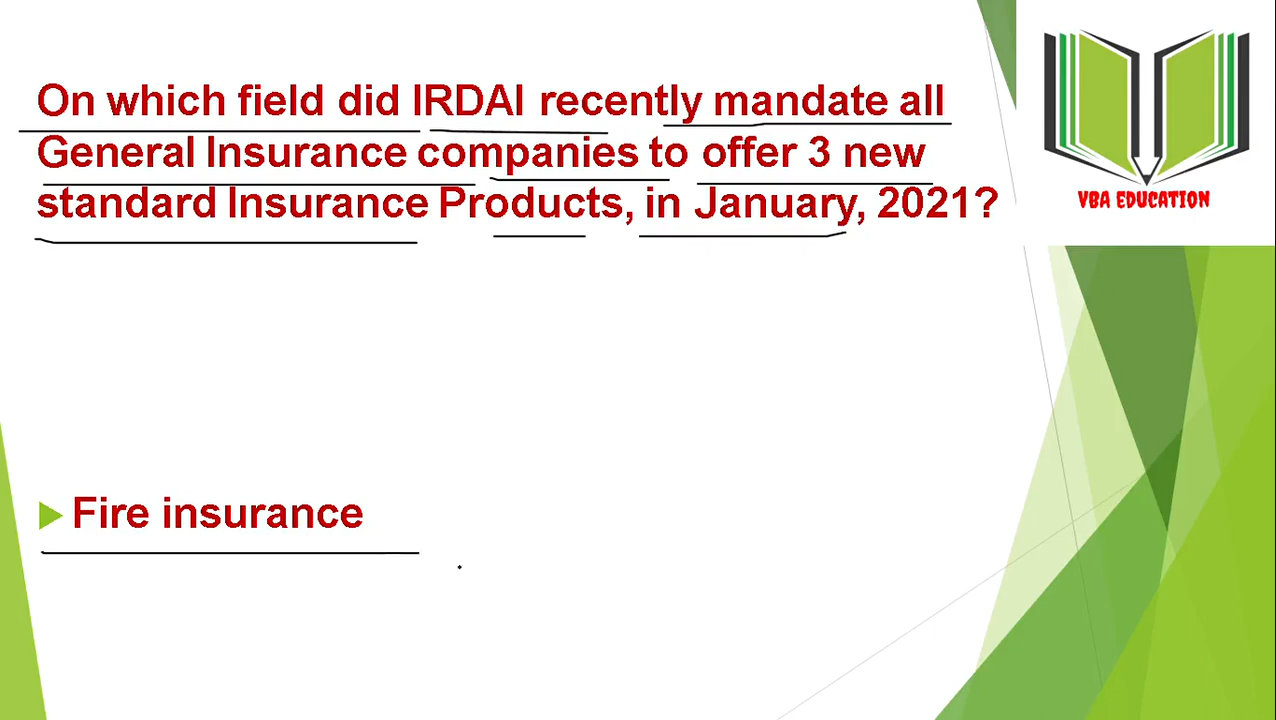 On which field did IRDAI recently mandate all
General Insurance companies to offer 3 new
standard Insurance Products, in January, 2021?
VBA EDUCATION
Fire insurance